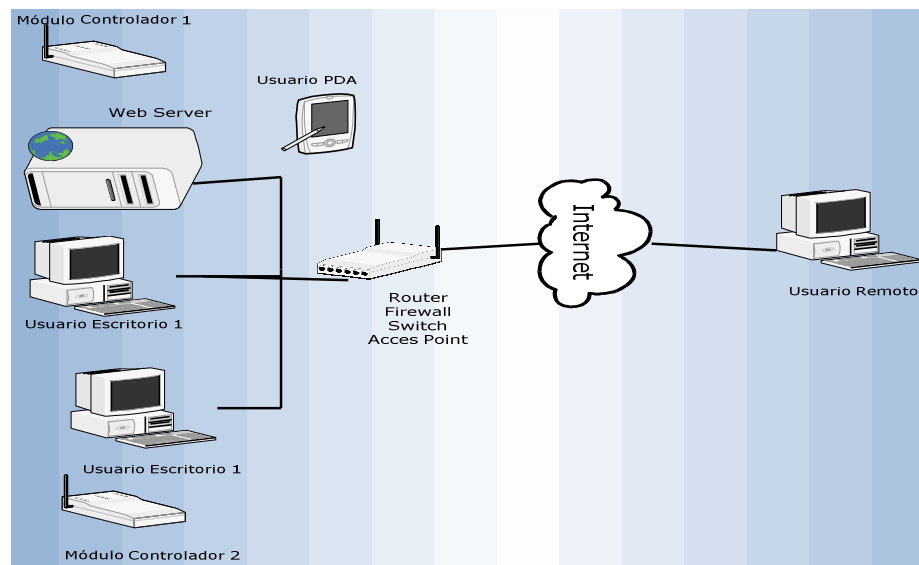 Módulo Controlador 1
Usuario PDA
Web Server
Internet
Usuario Remoto
Router
Firewall
Switch
Acces Point
Usuario Escritorio 1
Usuario Escritorio 1
Módulo Controlador 2